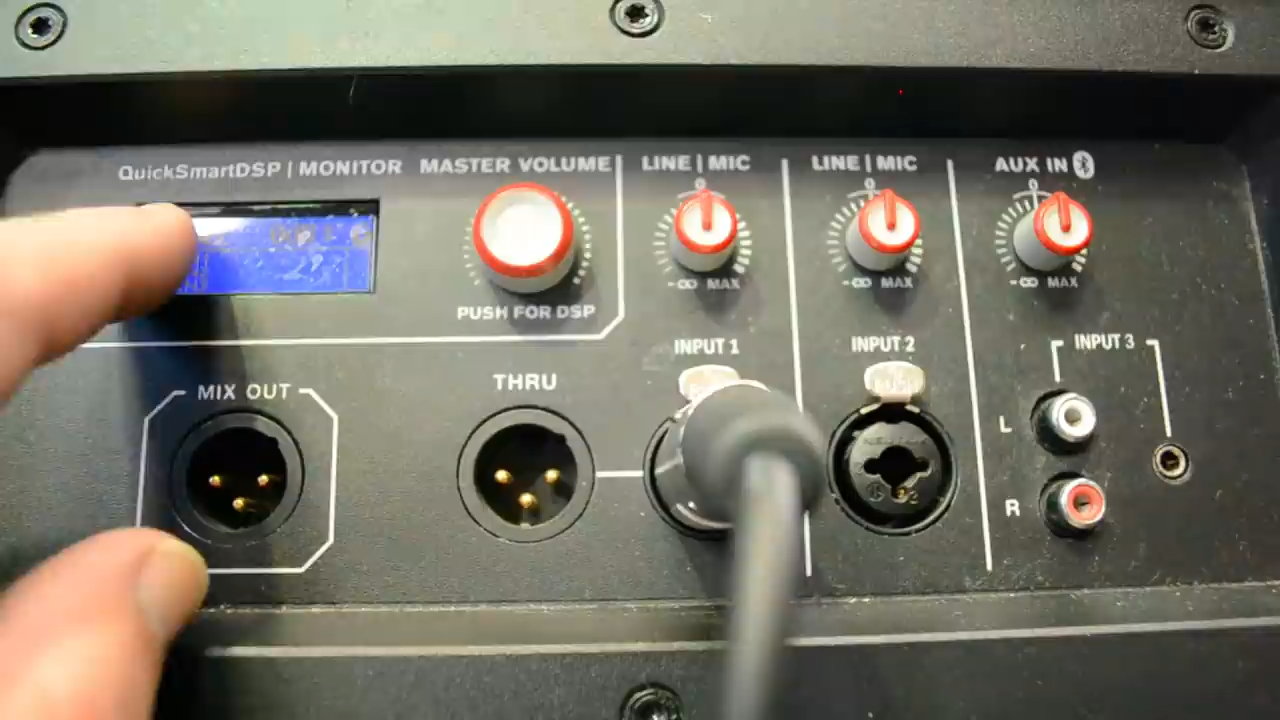 QuickSmartDSP | MONITOR
MASTER VOLUME
PUSH FOR DSP
LINE | MIC
0
-∞ MAX
INPUT 1
LINE | MIC
0
-∞ MAX
INPUT 2
AUX IN
0
-∞ MAX
INPUT 3
L
R
MIX OUT
THRU